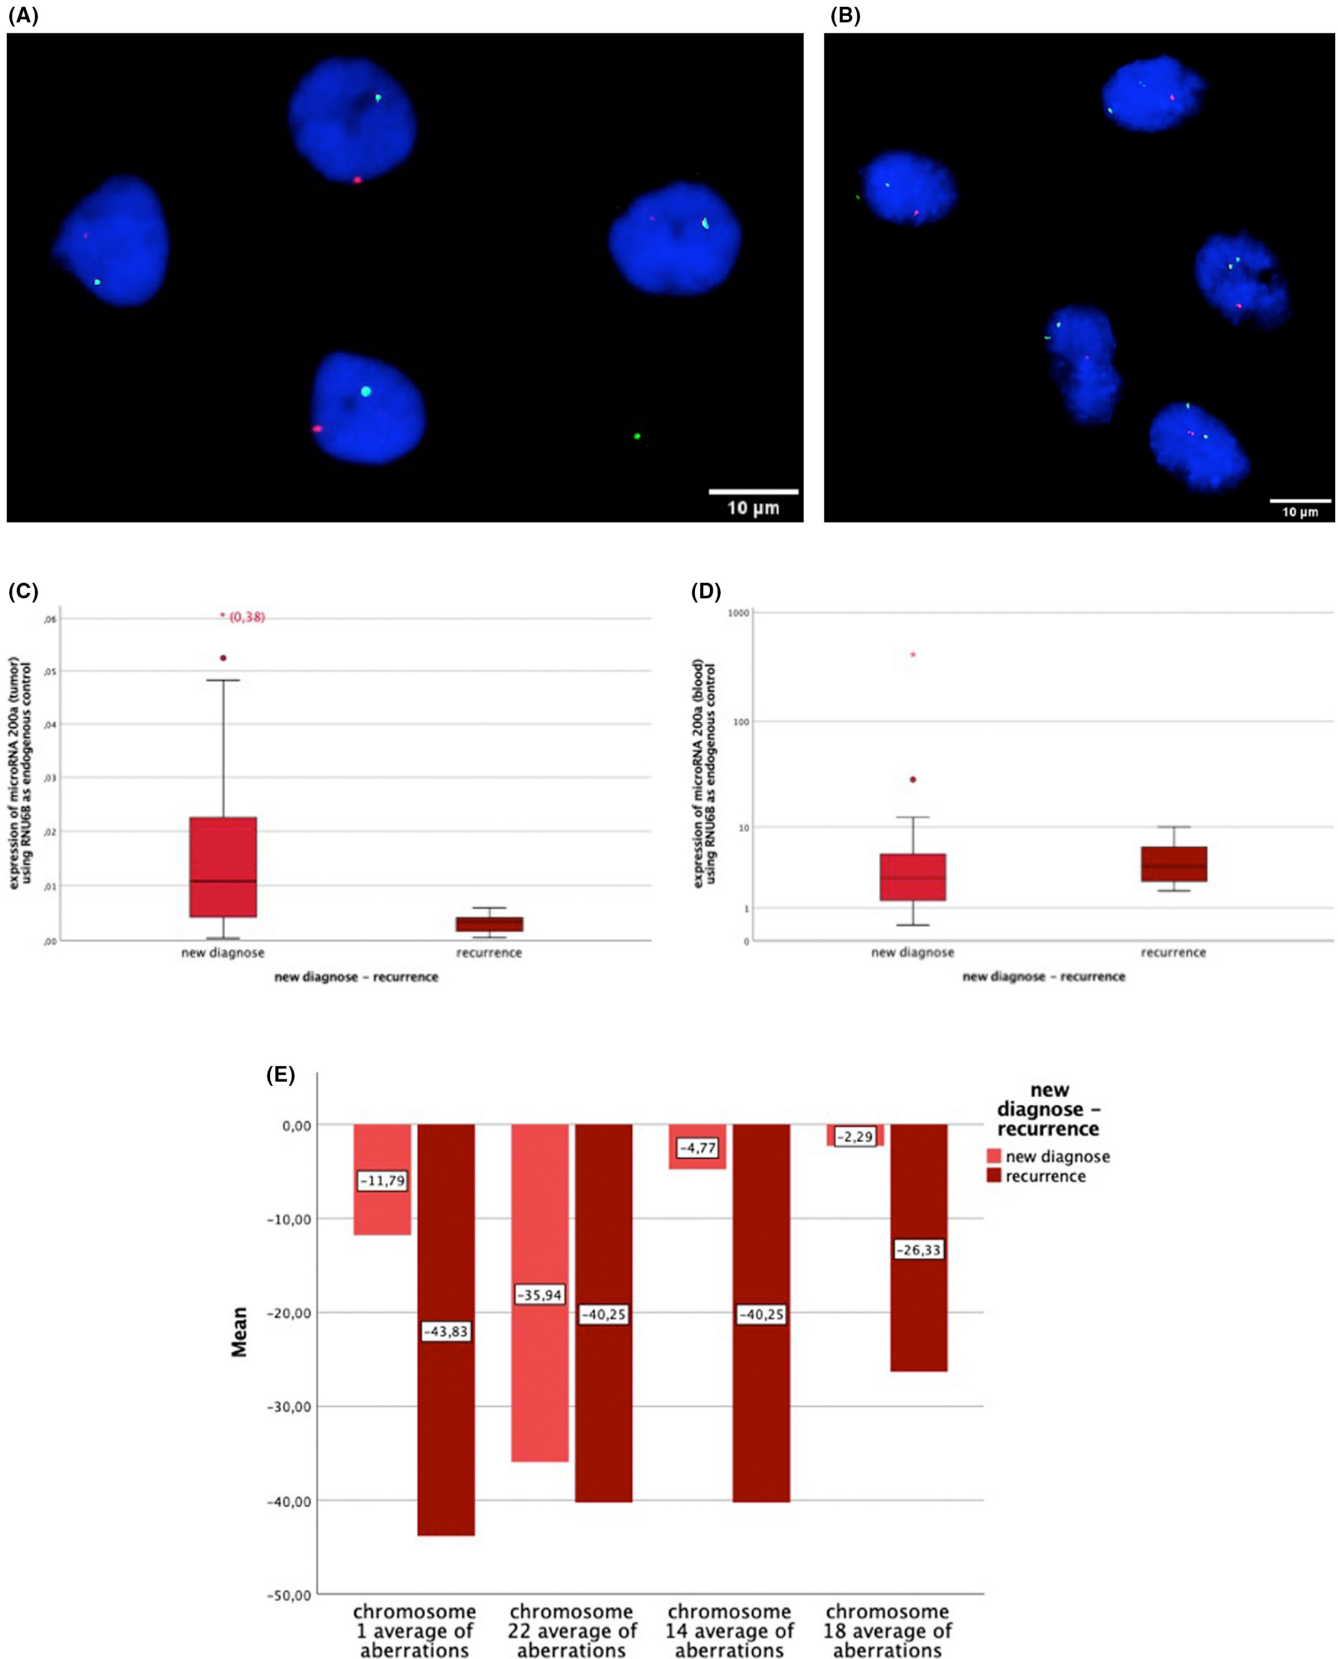 (A)
(B)
10 µm
10 µm
(C)
expression of microRNA 200a (tumor)
using RNU6B as endogenous control
,06
,05
,04
,03
,02
,01
,00
* (0,38)
new diagnose
recurrence
new diagnose – recurrence
(D)
expression of microRNA 200a (blood)
using RNU6B as endogenous control
1000
100
10
1
0
*
new diagnose
recurrence
new diagnose – recurrence
(E)
Mean
0,00
-10,00
-20,00
-30,00
-40,00
-50,00
-11,79
-43,83
-35,94
-40,25
-4,77
-40,25
-2,29
-26,33
new
diagnose –
recurrence
new diagnose
recurrence
chromosome
1 average of
aberrations
chromosome
22 average of
aberrations
chromosome
14 average of
aberrations
chromosome
18 average of
aberrations